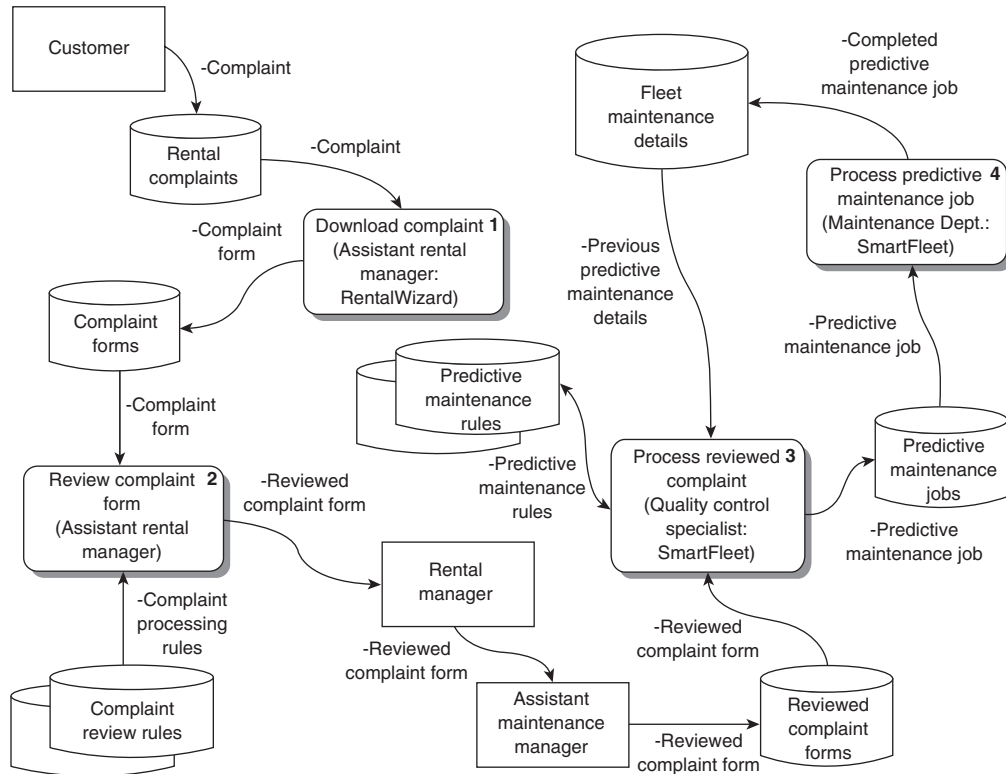 Customer
-Complaint
Rental
complaints
-Complaint
Download complaint 1
(Assistant rental
manager:
RentalWizard)
-Complaint
form
Complaint
forms
-Complaint
form
Review complaint 2
form
(Assistant rental
manager)
-Complaint
processing
rules
Complaint
review rules
-Reviewed
complaint form
Rental
manager
-Reviewed
complaint form
Assistant
maintenance
manager
-Reviewed
complaint form
Reviewed
complaint
forms
-Reviewed
complaint form
Process reviewed 3
complaint
(Quality control
specialist:
SmartFleet)
Predictive
maintenance
rules
-Predictive
maintenance
rules
Fleet
maintenance
details
-Previous
predictive
maintenance
details
-Predictive
maintenance job
Predictive
maintenance
jobs
-Predictive
maintenance job
Process predictive 4
maintenance job
(Maintenance Dept.:
SmartFleet)
-Completed
predictive
maintenance job